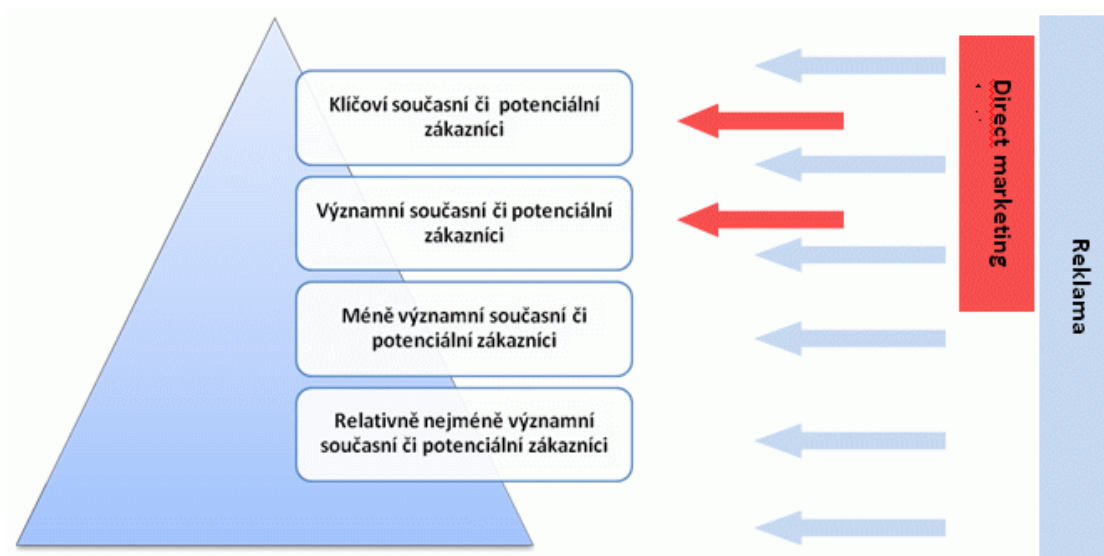 Klíčoví současní či potenciální
zákazníci
Významní současní či potenciální
zákazníci
Méně významní současní či
potenciální zákazníci
Relativně nejméně významní
současní či potenciální zákazníci
Direct marketing
Reklama